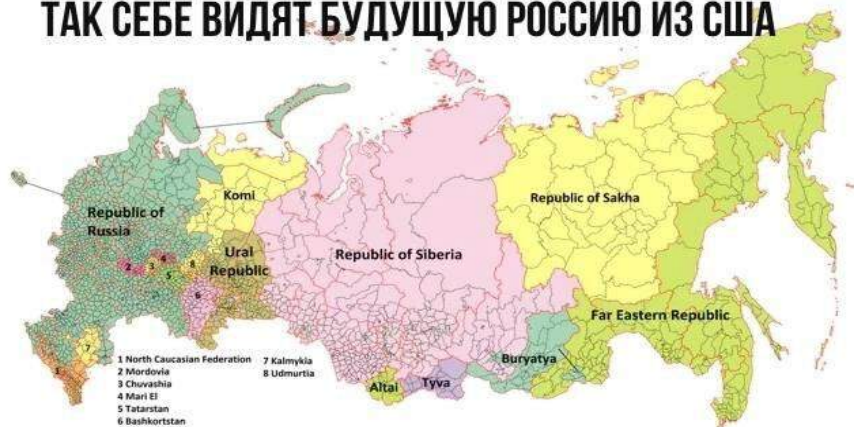 ТАК СЕБЕ ВИДЯТ БУДУЩУЮ РОССИЮ ИЗ США
Komi
Republic of Sakha
Republic of
Russia
Ural
Republic
Republic of Siberia
2
3
4
5
8
6
Far Eastern Republic
7
1
Buryatya
Altai
Tyva
1 North Caucasian Federation
2 Mordovia
3 Chuvashia
4 Mari El
5 Tatarstan
6 Bashkortstan
7 Kalmykia
8 Udmurtia